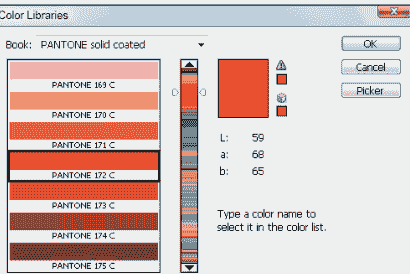 Color Libraries
Book: PANTONE solid coated
OK
Cancel
Picker
PANTONE 169 C
PANTONE 170 C
PANTONE 171 C
PANTONE 172 C
PANTONE 173 C
PANTONE 174 C
PANTONE 175 C
L: 59
a: 68
b: 65
Type a color name to
select it in the color list.